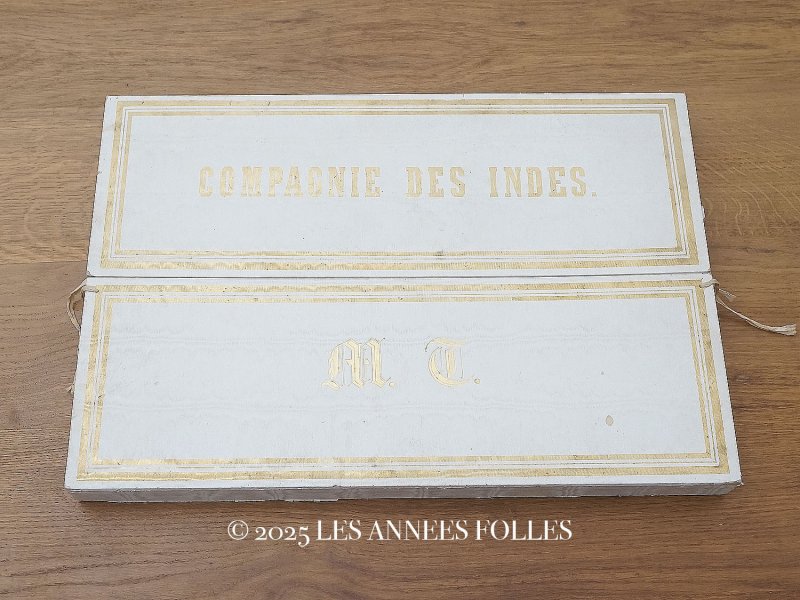 COMPAGNIE DES INDES.
M. T.
© 2025 LES ANNEES FOLLES